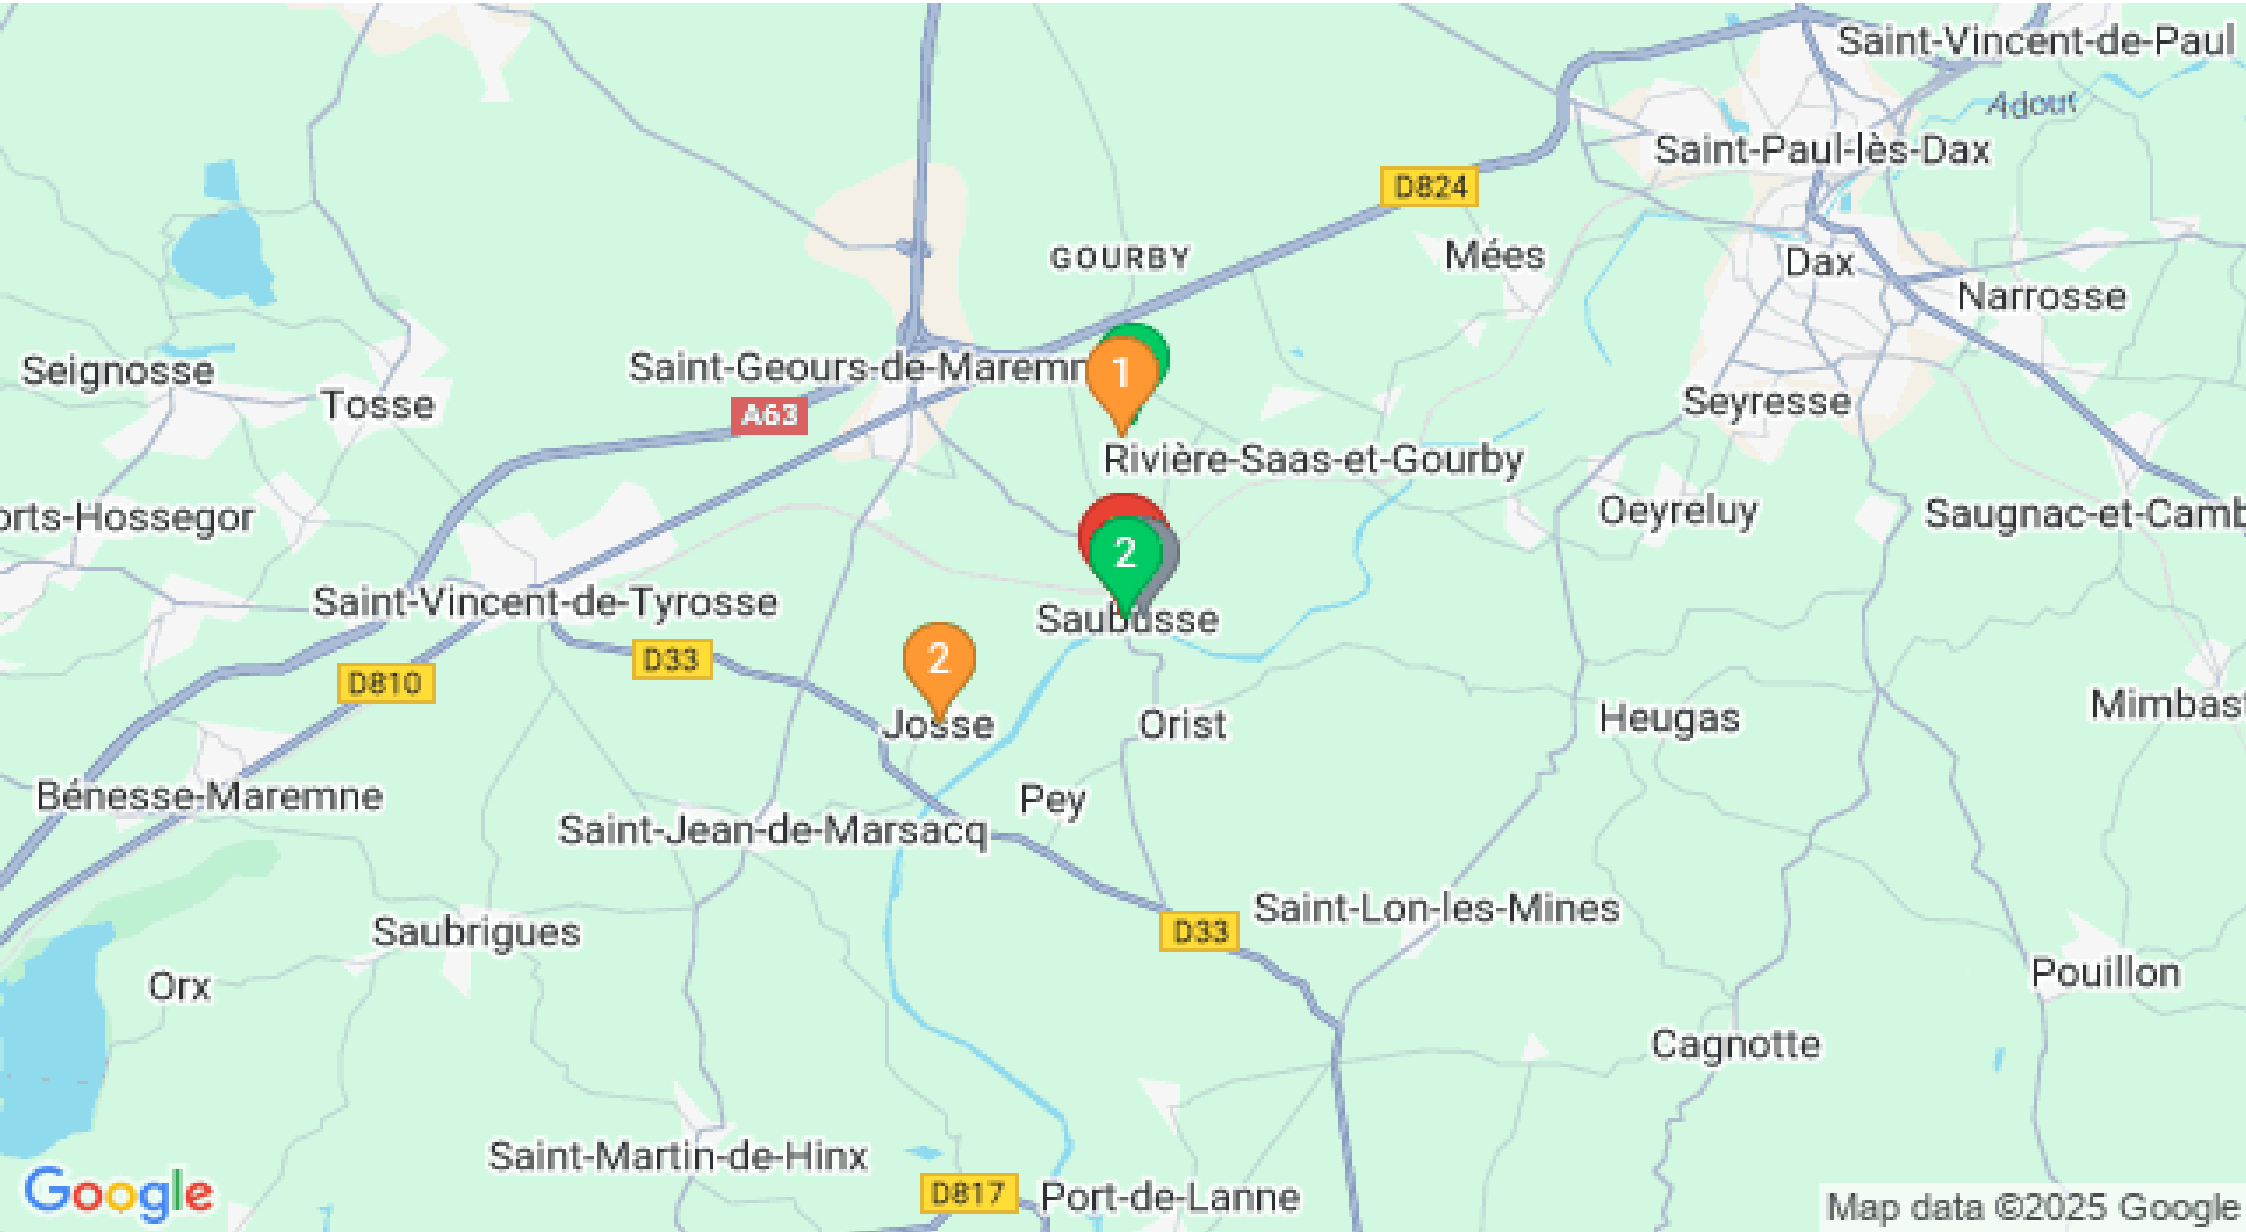 Saint-Vincent-de-Paul
Adour
Saint-Paul-lès-Dax
D824
GOURBY
Mées
Dax
Narrosse
Seignosse
Saint-Geours-de-Maremn
1
Tosse
A63
Seyresse
Rivière-Saas-et-Gourby
orts-Hossegor
Oeyreluy
Saugnac-et-Camb
2
Saint-Vincent-de-Tyrosse
Saubusse
D33
2
D810
Josse
Orist
Heugas
Mimbast
Bénesse-Maremne
Pey
Saint-Jean-de-Marsacq
Saint-Lon-les-Mines
D33
Saubrigues
Orx
Pouillon
Cagnotte
Saint-Martin-de-Hinx
Google
D817
Port-de-Lanne
Map data ©2025 Google